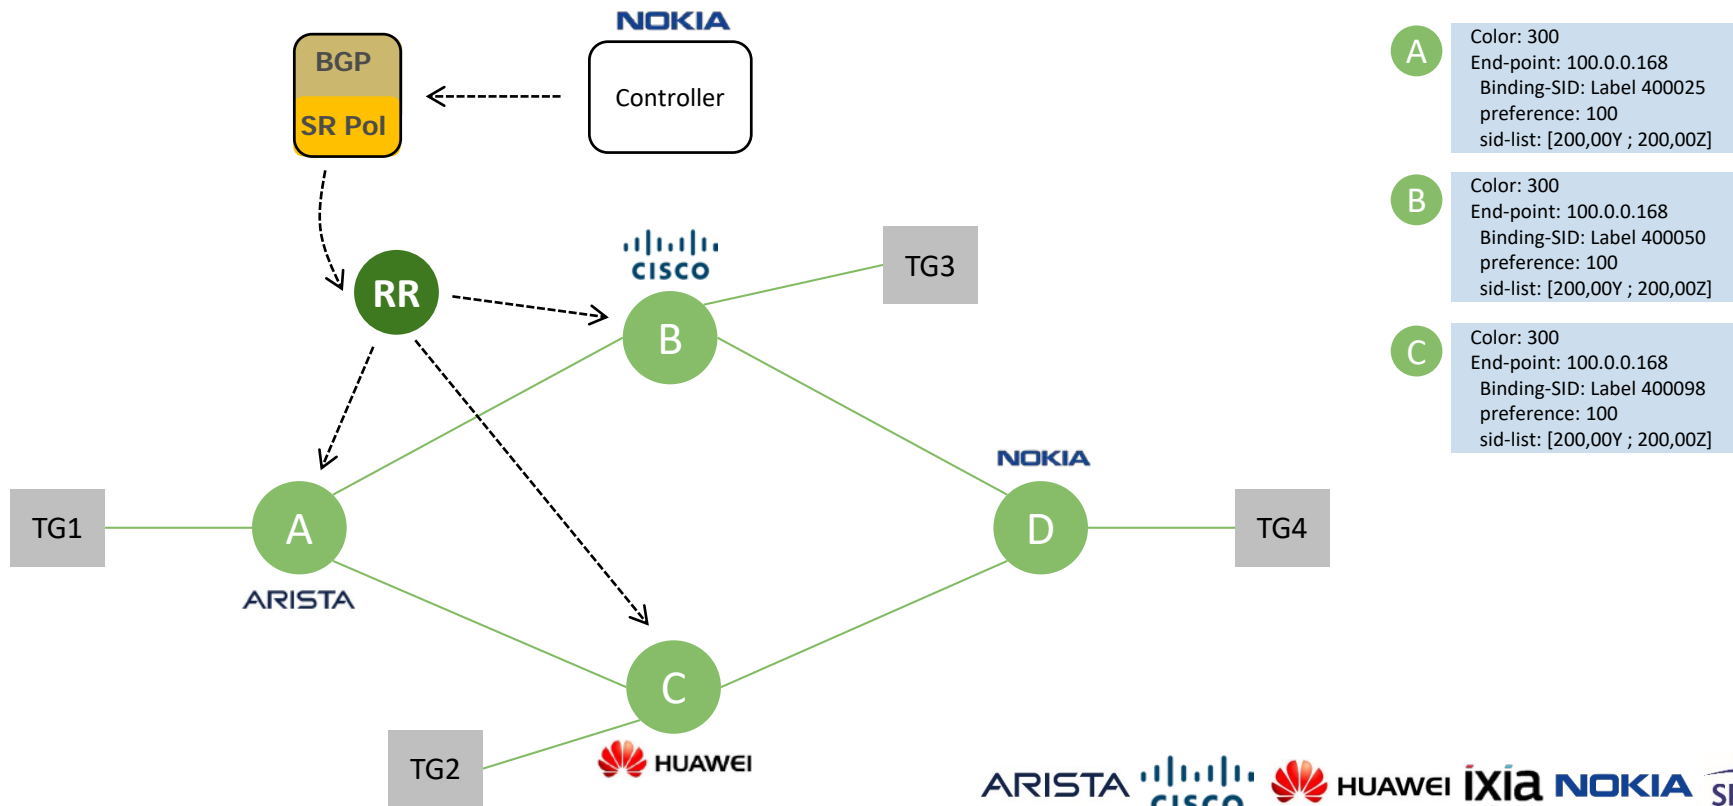 NOKIA
BGP
SR Pol
Controller
RR
CISCO
B
TG3
TG1
A
ARISTA
NOKIA
D
TG4
C
TG2
HUAWEI
A
Color: 300
End-point: 100.0.0.168
Binding-SID: Label 400025
preference: 100
sid-list: [200,00Y ; 200,00Z]
B
Color: 300
End-point: 100.0.0.168
Binding-SID: Label 400050
preference: 100
sid-list: [200,00Y ; 200,00Z]
C
Color: 300
End-point: 100.0.0.168
Binding-SID: Label 400098
preference: 100
sid-list: [200,00Y ; 200,00Z]
ARISTA CISCO HUAWEI ixia NOKIA